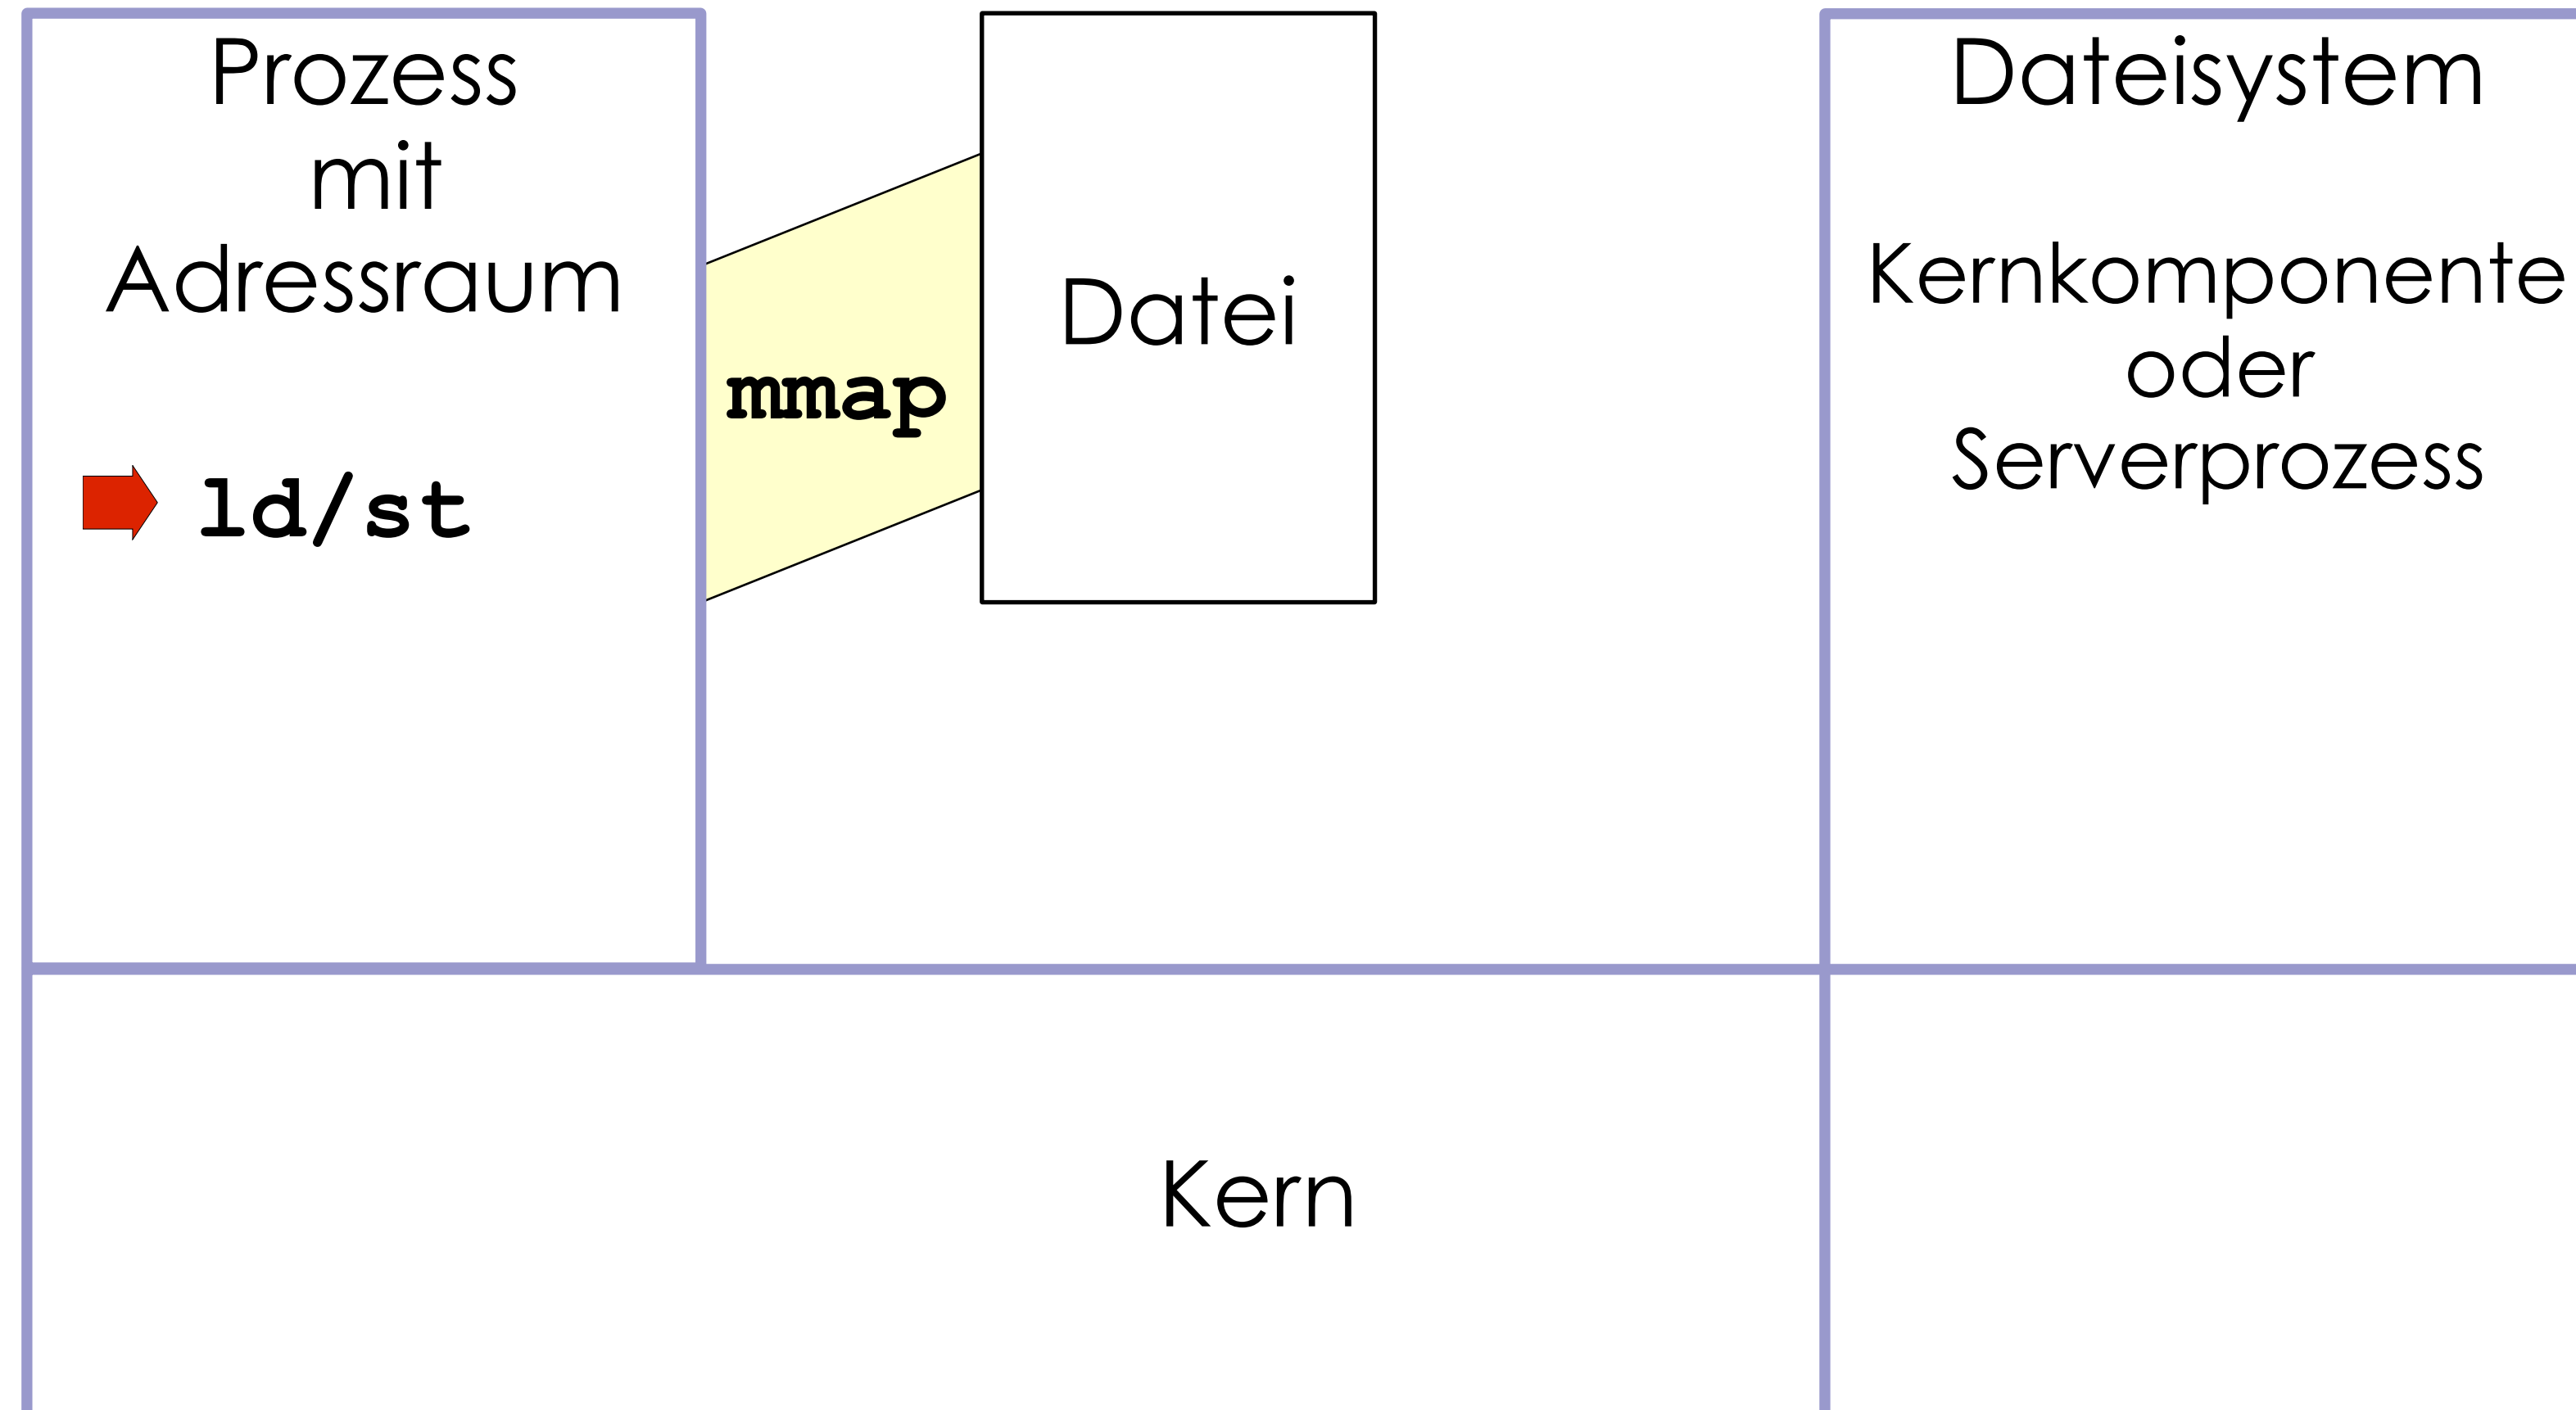 Prozess
mit
Adressraum
ld/st
mmap
Datei
Dateisystem
Kernkomponente
oder
Serverprozess
Kern